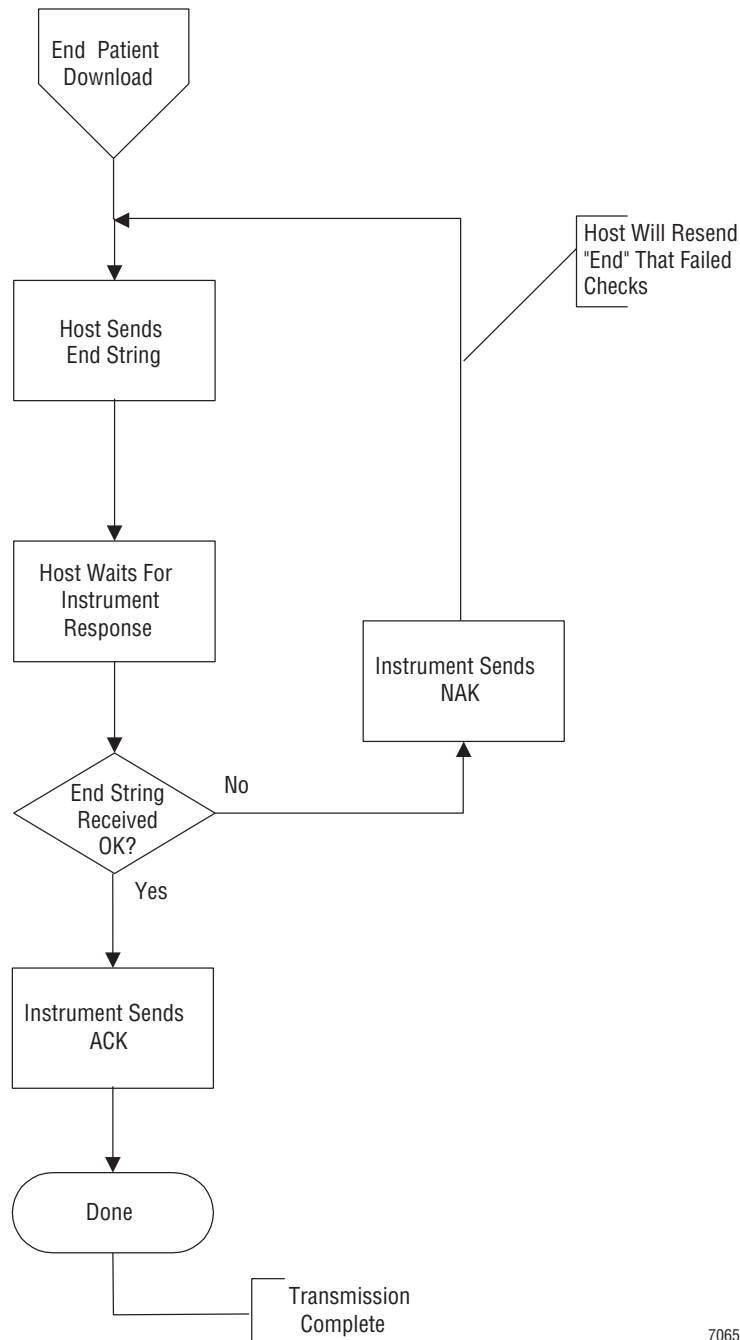 End Patient
Download
Host Will Resend
"End" That Failed
Checks
Host Sends
End String
Host Waits For
Instrument
Response
Instrument Sends
NAK
End String
Received
OK?
No
Yes
Instrument Sends
ACK
Done
Transmission
Complete
7065